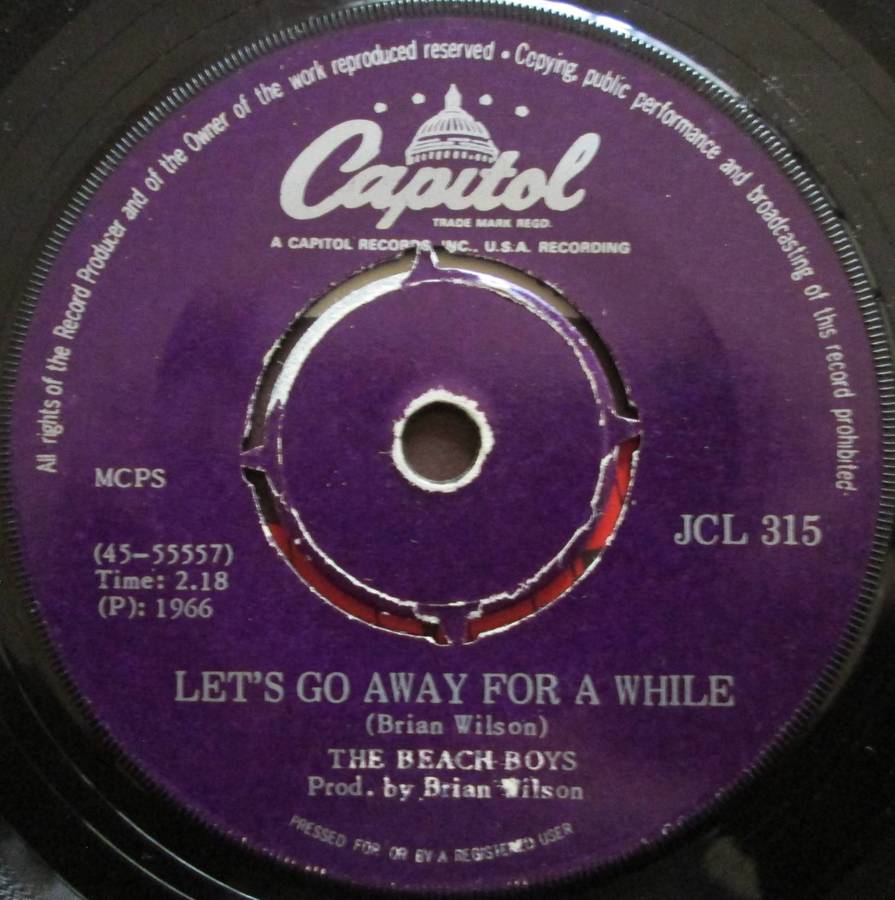 All rights of the Record Producer and of the Owner of the work reproduced reserved • Copying, public performance and broadcasting of this record prohibited.
Capitol
TRADE MARK REGD.
A CAPITOL RECORDS, INC., U.S.A. RECORDING
MCPS
JCL 315
(45-55557)
Time: 2.18
(P): 1966
LET'S GO AWAY FOR A WHILE
(Brian Wilson)
THE BEACH BOYS
Prod. by Brian Wilson
PRESSED FOR OR BY A REGISTERED USER